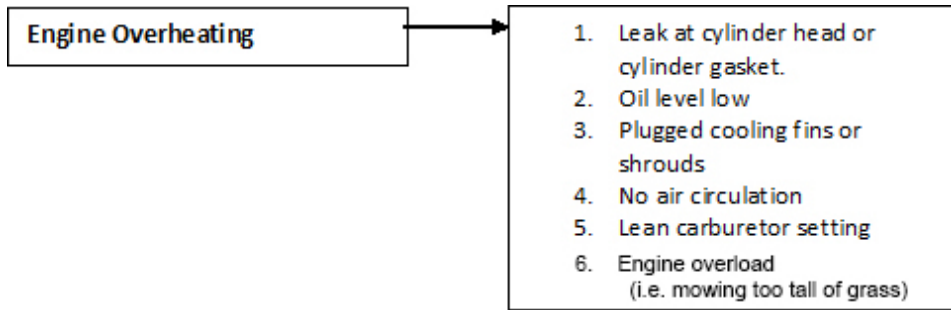 Engine Overheating
1. Leak at cylinder head or
cylinder gasket.
2. Oil level low
3. Plugged cooling fins or
shrouds
4. No air circulation
5. Lean carburetor setting
6. Engine overload
(i.e. mowing too tall of grass)